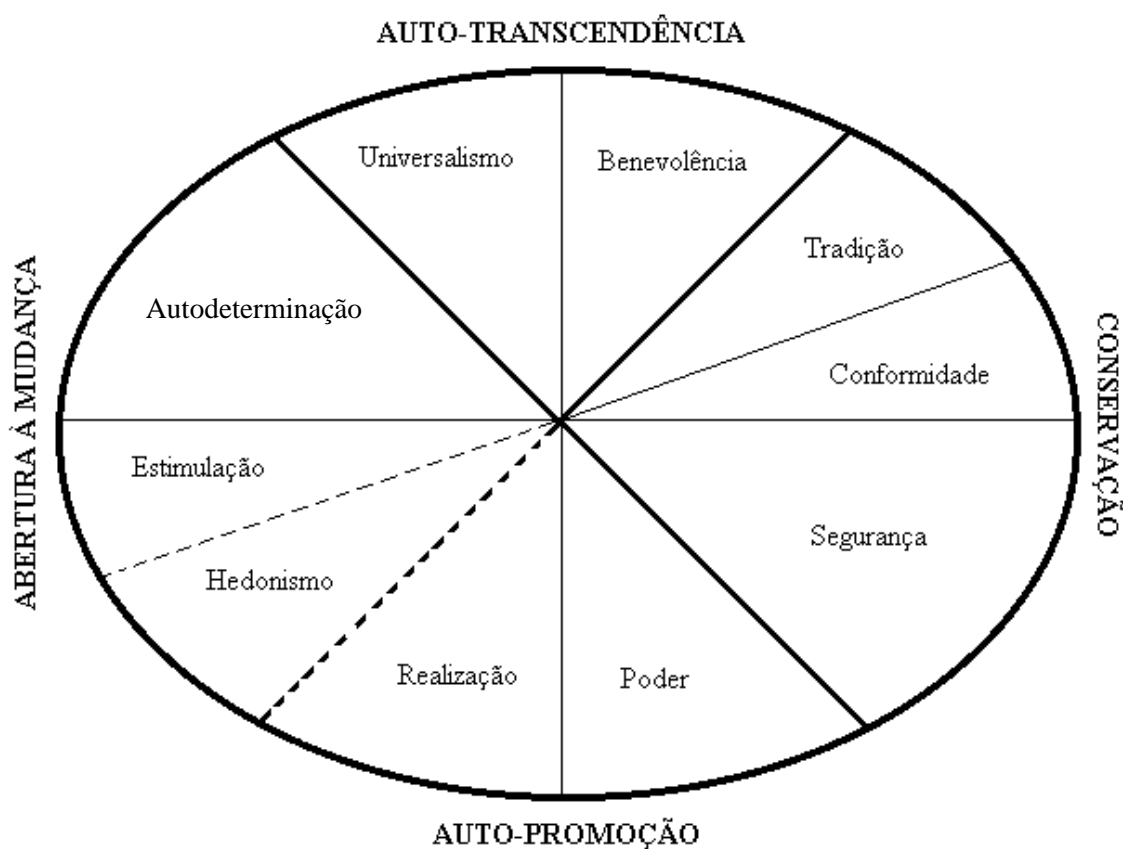 AUTO-TRANSCENDÊNCIA
Universalismo
Benevolência
Tradição
Autodeterminação
Conformidade
ABERTURA À MUDANÇA
CONSERVAÇÃO
Estimulação
Segurança
Hedonismo
Realização
Poder
AUTO-PROMOÇÃO